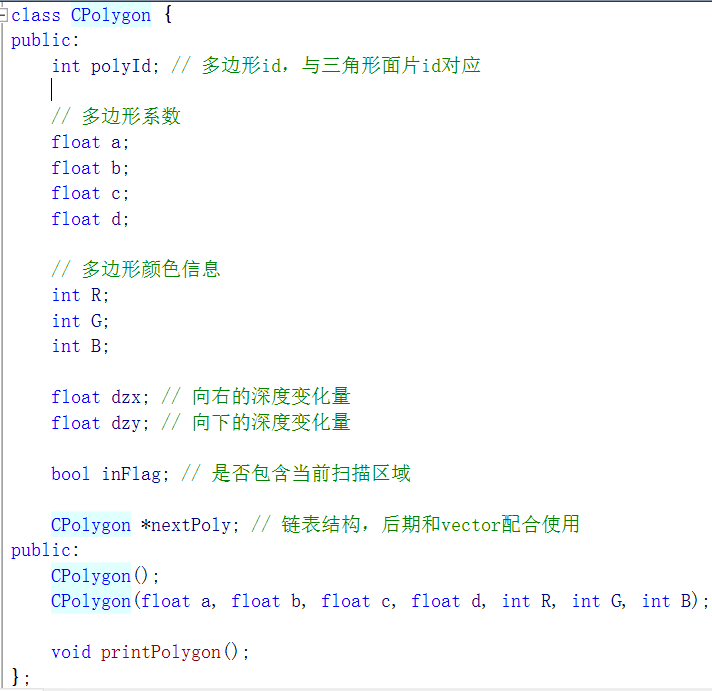 class CPolygon {
public:
int polyId; // 多边形id，与三角形面片id对应
// 多边形系数
float a;
float b;
float c;
float d;
// 多边形颜色信息
int R;
int G;
int B;
float dzx; // 向右的深度变化量
float dzy; // 向下的深度变化量
bool inFlag; // 是否包含当前扫描区域
CPolygon *nextPoly; // 链表结构，后期和vector配合使用
public:
CPolygon();
CPolygon(float a, float b, float c, float d, int R, int G, int B);
void printPolygon();
};